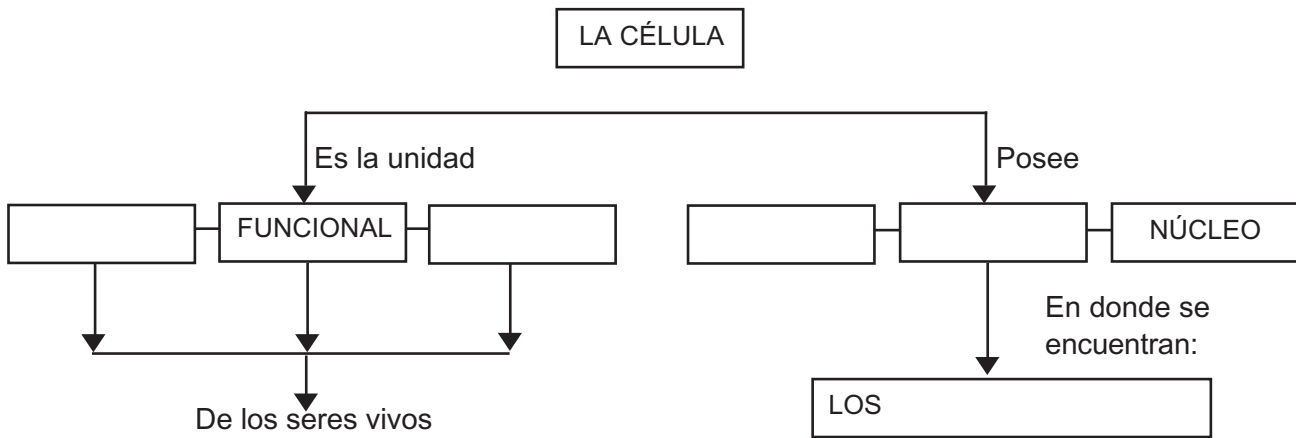 LA CÉLULA
Es la unidad
Posee
FUNCIONAL
NÚCLEO
En donde se
encuentran:
LOS
De los seres vivos